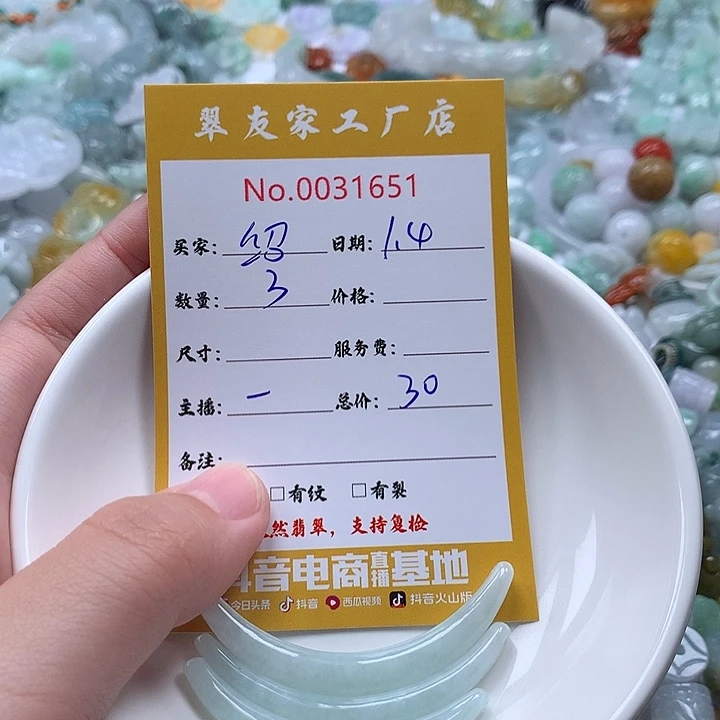 翠友家工厂店
No.0031651
买家: 绍 日期: 1.4
数量: 3 价格:
尺寸: 服务费:
主播: 一 总价: 30
备注:
□有纹 □有裂
然翡翠，支持复检
抖音电商直播基地
今日头条 抖音 西瓜视频 抖音火山版